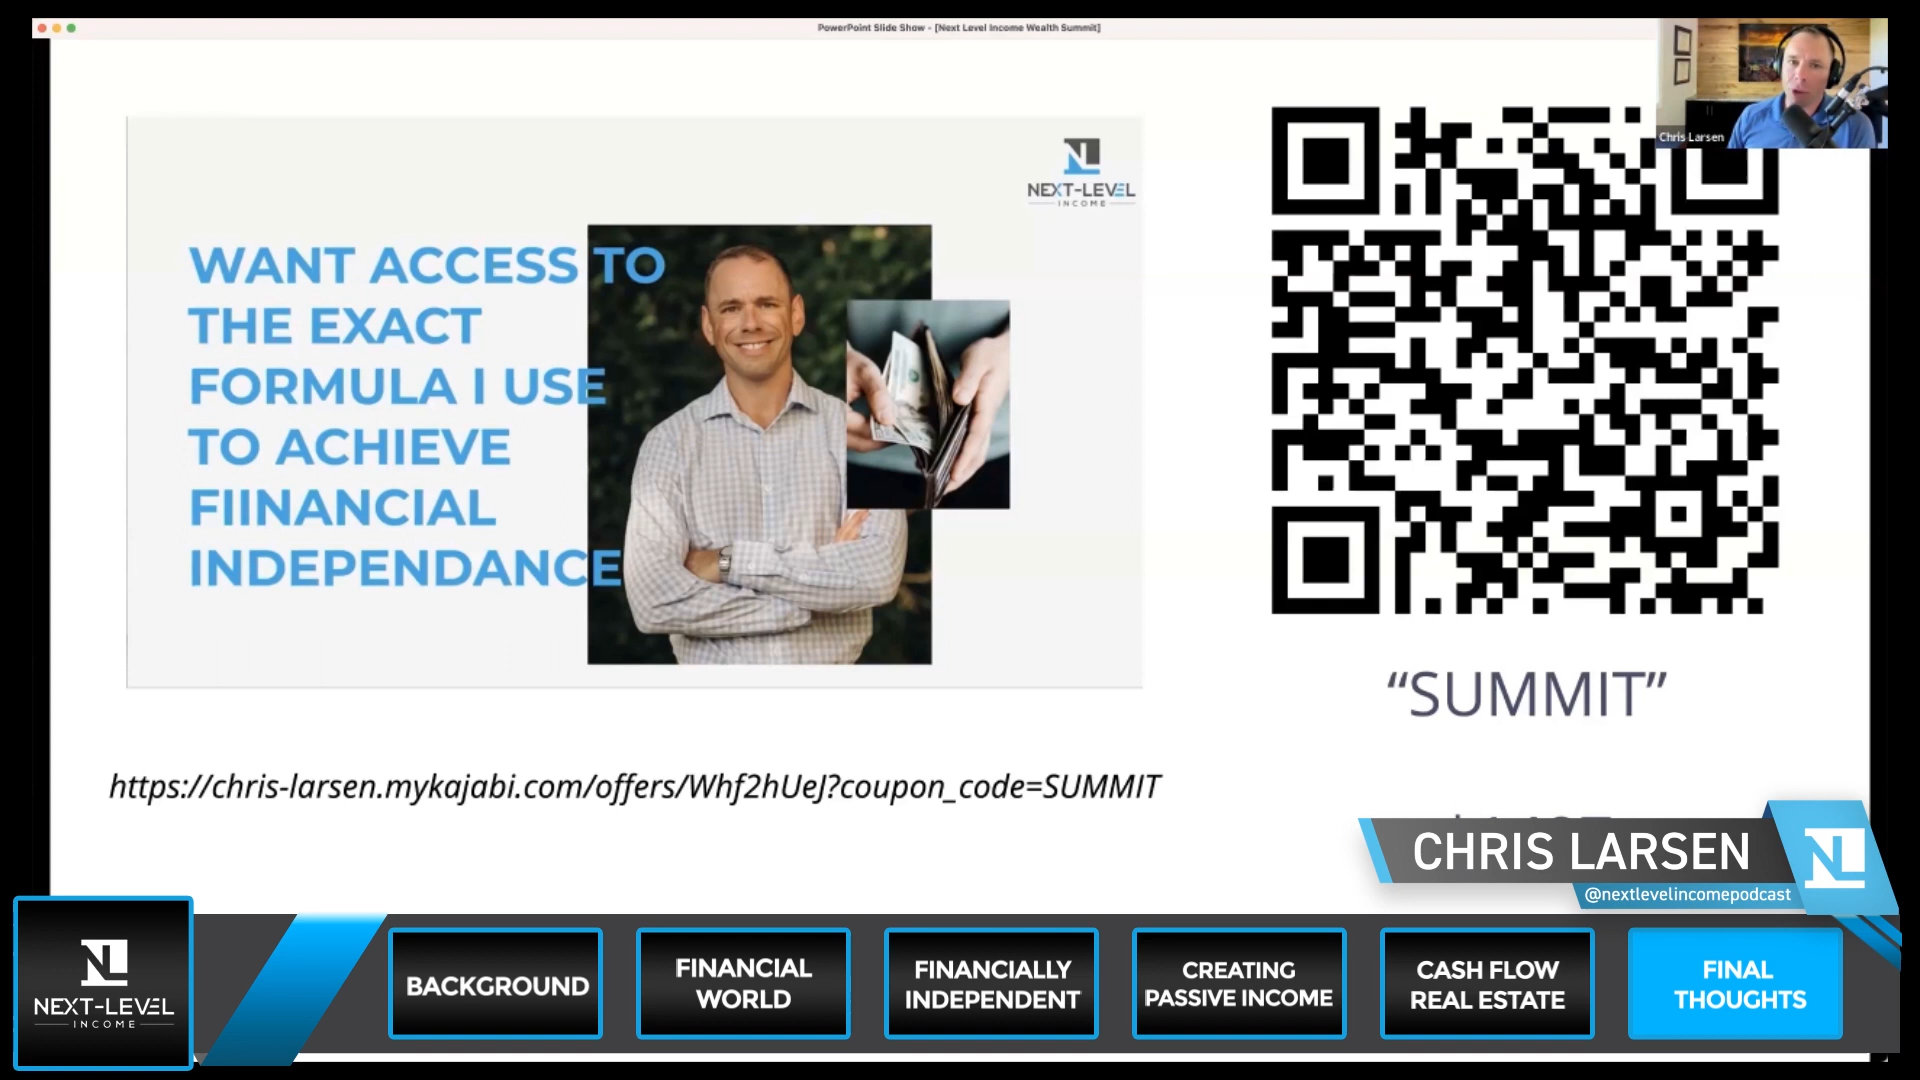 PowerPoint Slide Show - [Next Level Income Wealth Summit]
Chris Larsen
NEXT-LEVEL
INCOME
WANT ACCESS TO
THE EXACT
FORMULA I USE
TO ACHIEVE
FIINANCIAL
INDEPENDANCE
“SUMMIT”
https://chris-larsen.mykajabi.com/offers/Whf2hUeJ?coupon_code=SUMMIT
CHRIS LARSEN
@nextlevelincomepodcast
NEXT-LEVEL
INCOME
BACKGROUND
FINANCIAL
WORLD
FINANCIALLY
INDEPENDENT
CREATING
PASSIVE INCOME
CASH FLOW
REAL ESTATE
FINAL
THOUGHTS